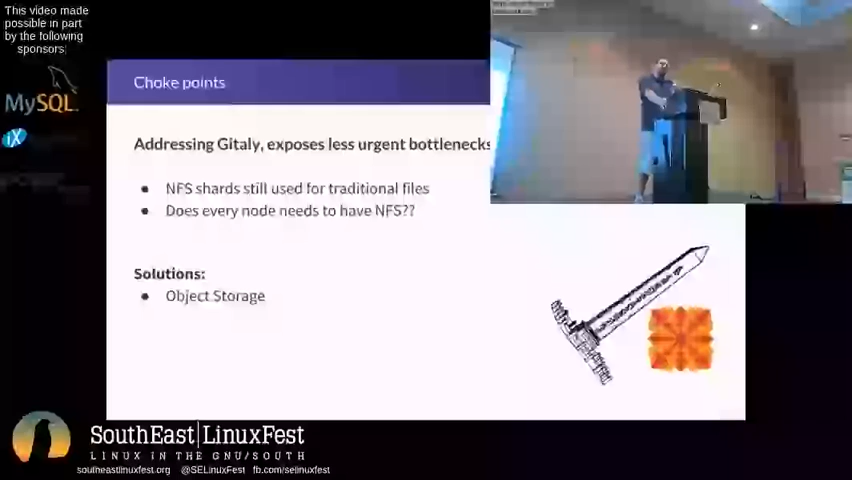 This video made
possible in part
by the following
sponsors:
MySQL
iX
Choke points
Addressing Gitaly, exposes less urgent bottlenecks
● NFS shards still used for traditional files
● Does every node needs to have NFS??
Solutions:
● Object Storage
SouthEast|LinuxFest
LINUX IN THE GNU/SOUTH
southeastlinuxfest.org @SELinuxFest fb.com/selinuxfest